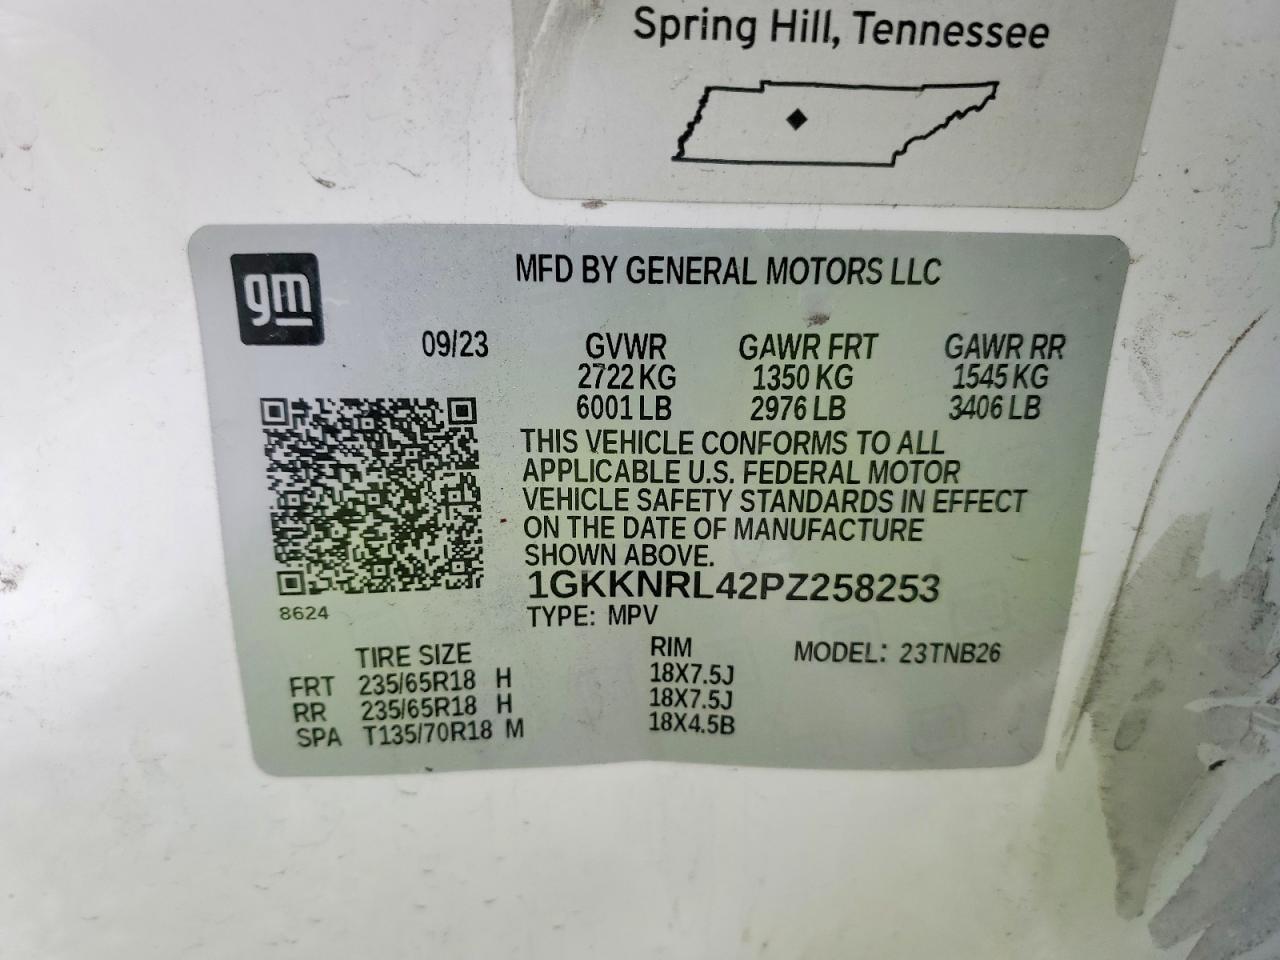 Spring Hill, Tennessee
gm
MFD BY GENERAL MOTORS LLC
09/23 GVWR GAWR FRT GAWR RR
2722 KG 1350 KG 1545 KG
6001 LB 2976 LB 3406 LB
THIS VEHICLE CONFORMS TO ALL
APPLICABLE U.S. FEDERAL MOTOR
VEHICLE SAFETY STANDARDS IN EFFECT
ON THE DATE OF MANUFACTURE
SHOWN ABOVE.
1GKKNRL42PZ258253
8624
TYPE: MPV
TIRE SIZE RIM MODEL: 23TNB26
FRT 235/65R18 H 18X7.5J
RR 235/65R18 H 18X7.5J
SPA T135/70R18 M 18X4.5B